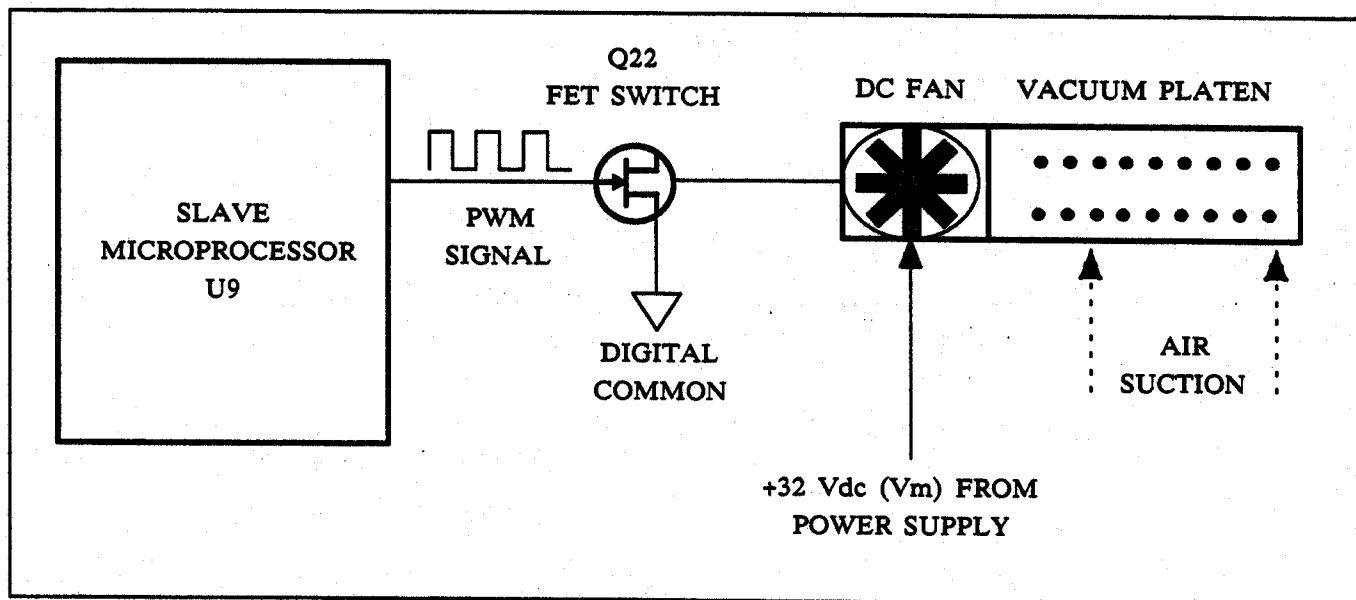 Q22
FET SWITCH
DC FAN
VACUUM PLATEN
SLAVE
MICROPROCESSOR
U9
PWM
SIGNAL
DIGITAL
COMMON
AIR
SUCTION
+32 Vdc (Vm) FROM
POWER SUPPLY